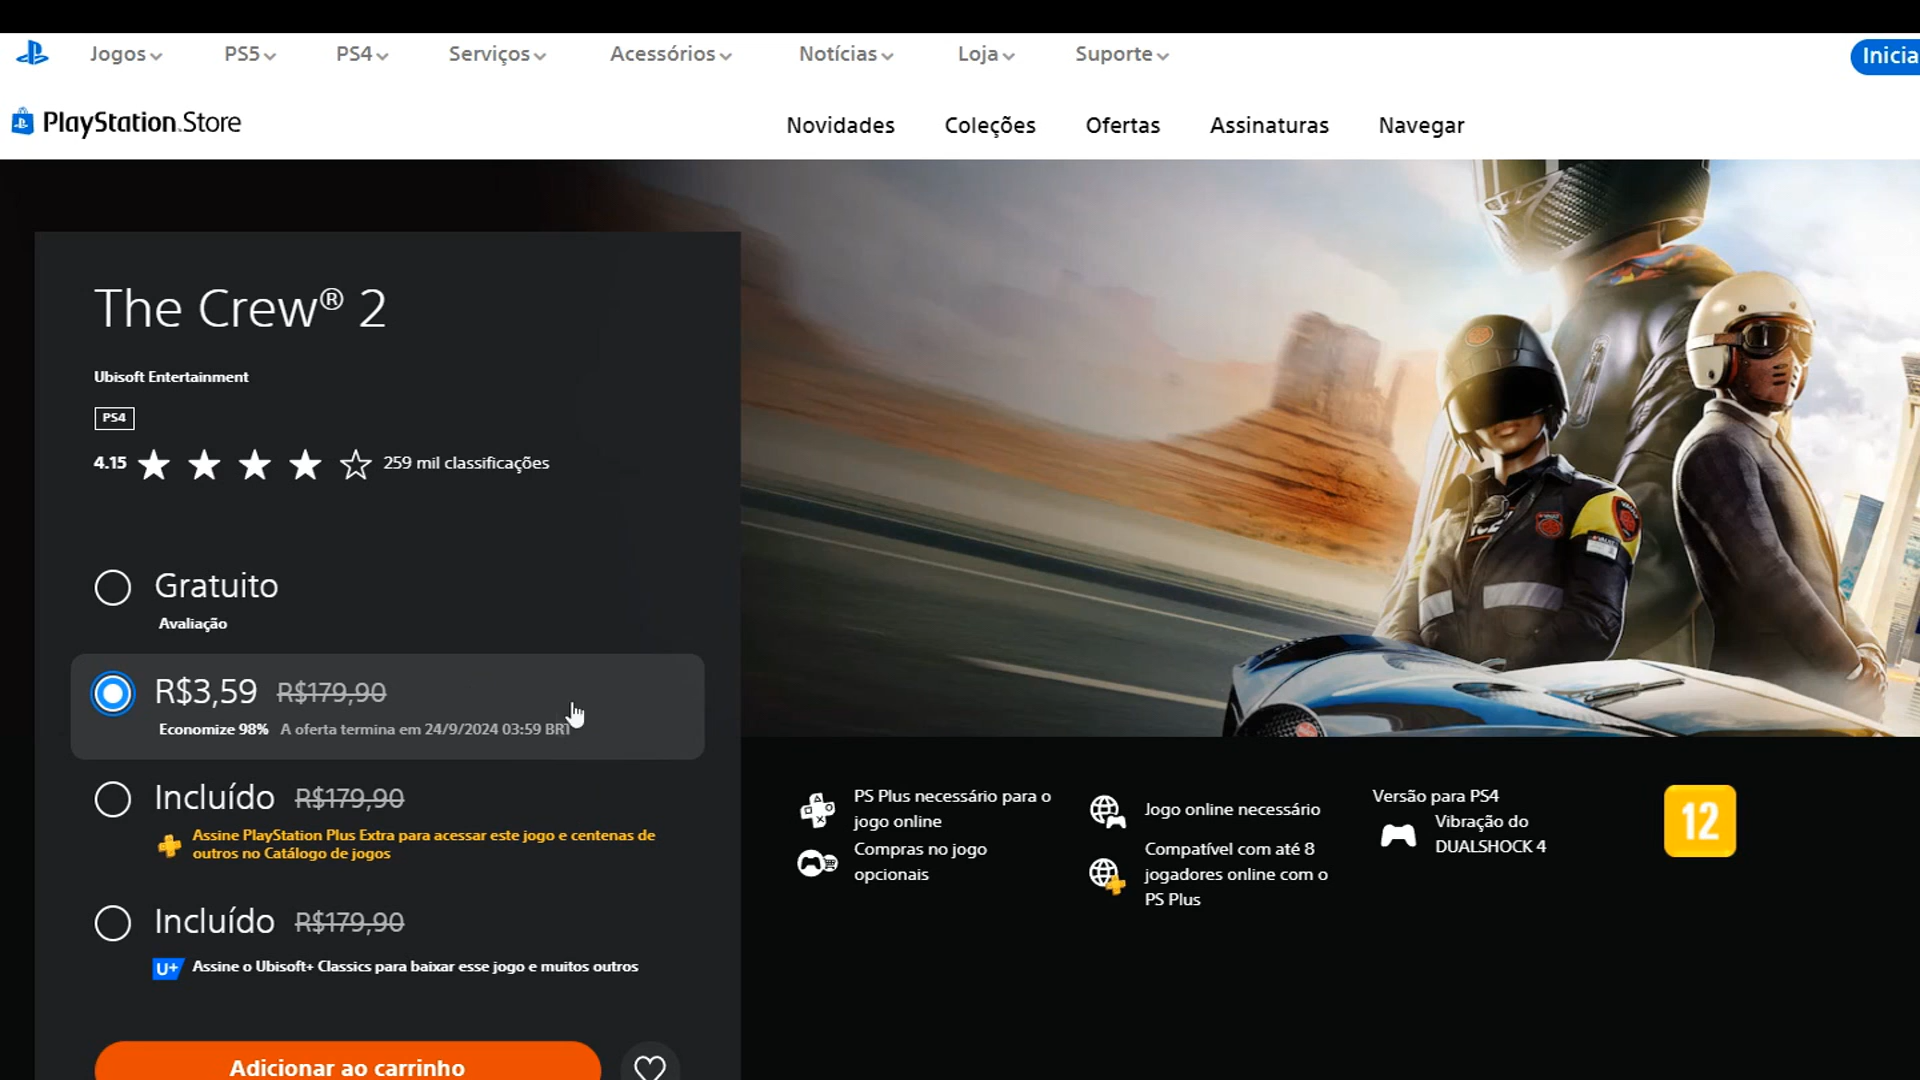 Jogos
PS5
PS4
Serviços
Acessórios
Notícias
Loja
Suporte
Inicia
PlayStation Store
Novidades
Coleções
Ofertas
Assinaturas
Navegar
The Crew® 2
Ubisoft Entertainment
PS4
4.15
259 mil classificações
Gratuito
Avaliação
R$3,59 R$179,90
Economize 98% A oferta termina em 24/9/2024 03:59 BRT
Incluído R$179,90
Assine PlayStation Plus Extra para acessar este jogo e centenas de
outros no Catálogo de jogos
Incluído R$179,90
U+ Assine o Ubisoft+ Classics para baixar esse jogo e muitos outros
Adicionar ao carrinho
PS Plus necessário para o
jogo online
Compras no jogo
opcionais
Jogo online necessário
Compatível com até 8
jogadores online com o
PS Plus
Versão para PS4
Vibração do
DUALSHOCK 4
12